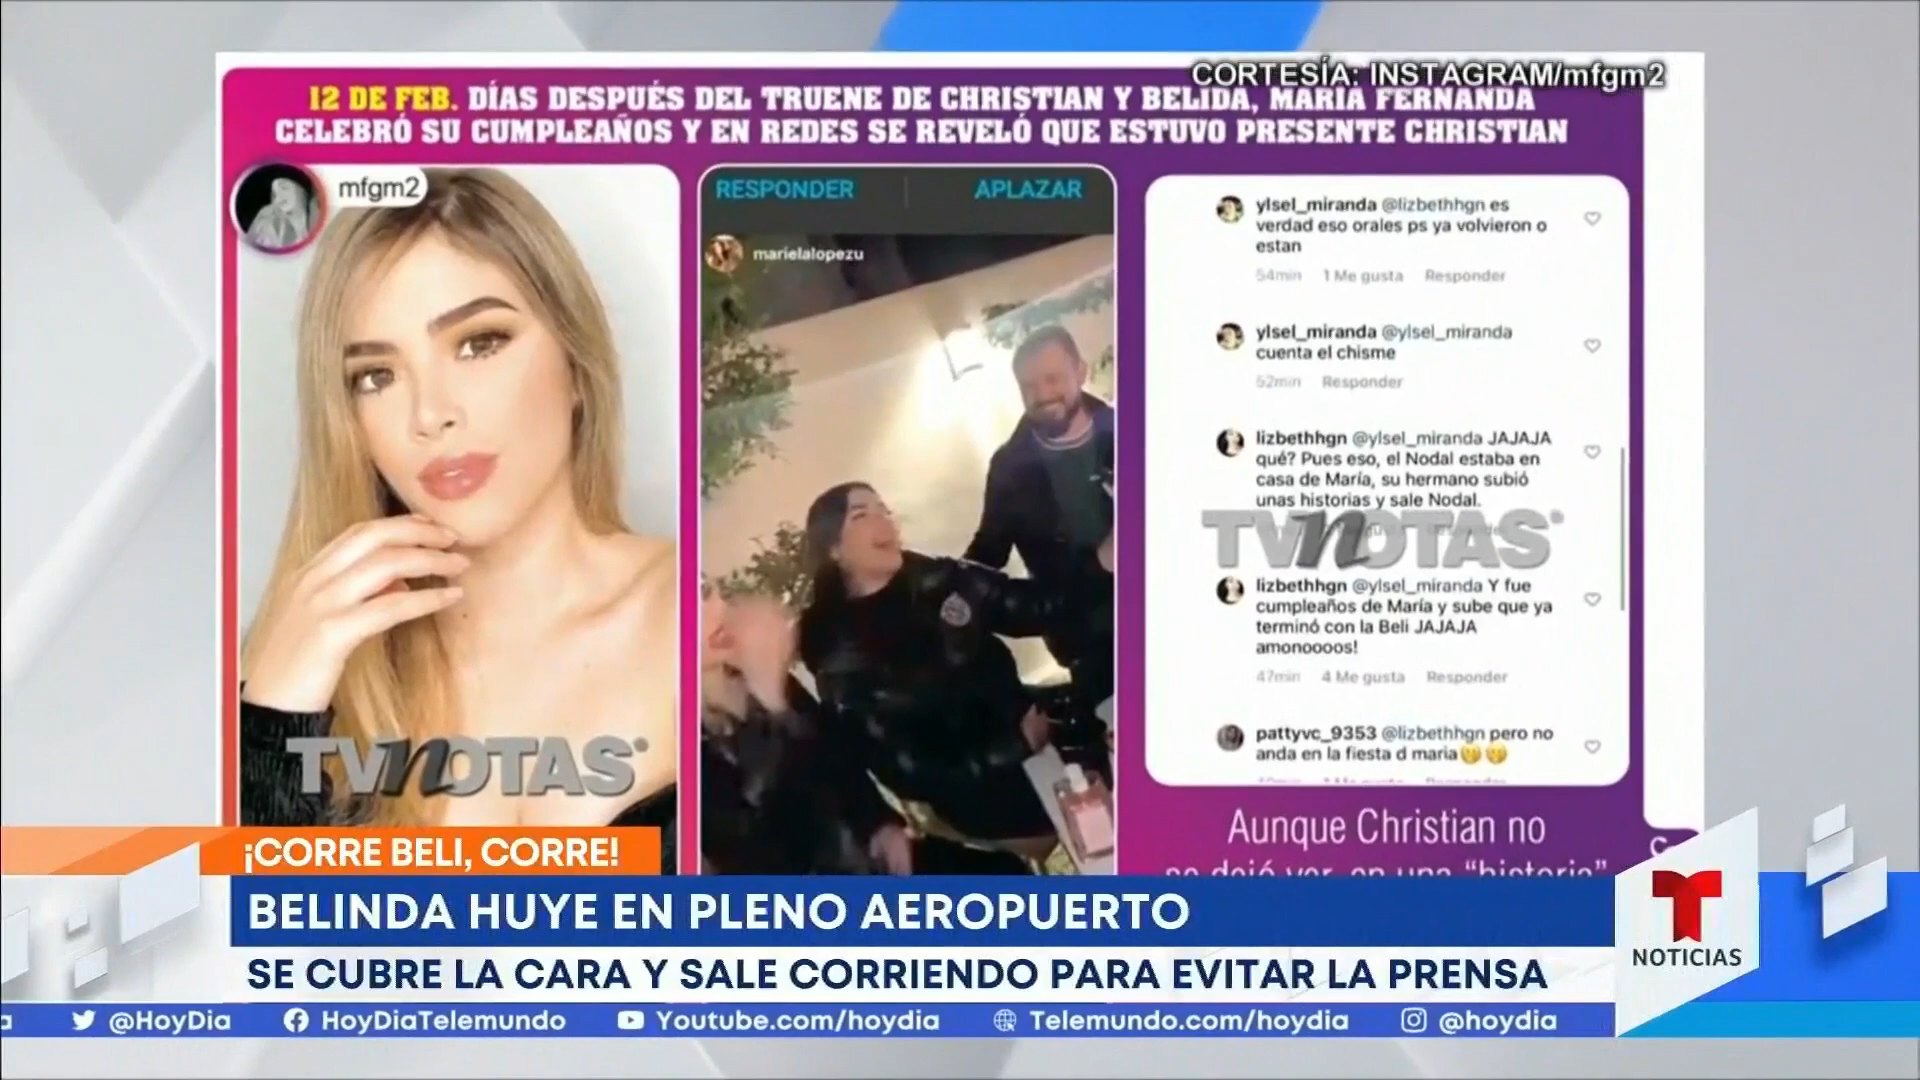 CORTESÍA: INSTAGRAM/mfgm2
12 DE FEB. DÍAS DESPUÉS DEL TRUENE DE CHRISTIAN Y BELIDA, MARÍA FERNANDA
CELEBRÓ SU CUMPLEAÑOS Y EN REDES SE REVELÓ QUE ESTUVO PRESENTE CHRISTIAN
mfgm2
TVnOTAS
RESPONDER APLAZAR
marielalopezu
ylsel_miranda @lizbethhgn es
verdad eso orales ps ya volvieron o
estan
54min 1 Me gusta Responder
ylsel_miranda @ylsel_miranda
cuenta el chisme
52min Responder
lizbethhgn @ylsel_miranda JAJAJA
qué? Pues eso, el Nodal estaba en
casa de María, su hermano subió
unas historias y sale Nodal.
TVnOTAS
lizbethhgn @ylsel_miranda Y fue
cumpleaños de María y sube que ya
terminó con la Beli JAJAJA
amonoooos!
47min 4 Me gusta Responder
pattyvc_9353 @lizbethhgn pero no
anda en la fiesta d maria🤭🤭
Aunque Christian no
se dejó ver, en una "historia"
¡CORRE BELI, CORRE!
BELINDA HUYE EN PLENO AEROPUERTO
SE CUBRE LA CARA Y SALE CORRIENDO PARA EVITAR LA PRENSA
NOTICIAS
@HoyDia HoyDiaTelemundo Youtube.com/hoydia Telemundo.com/hoydia @hoydia